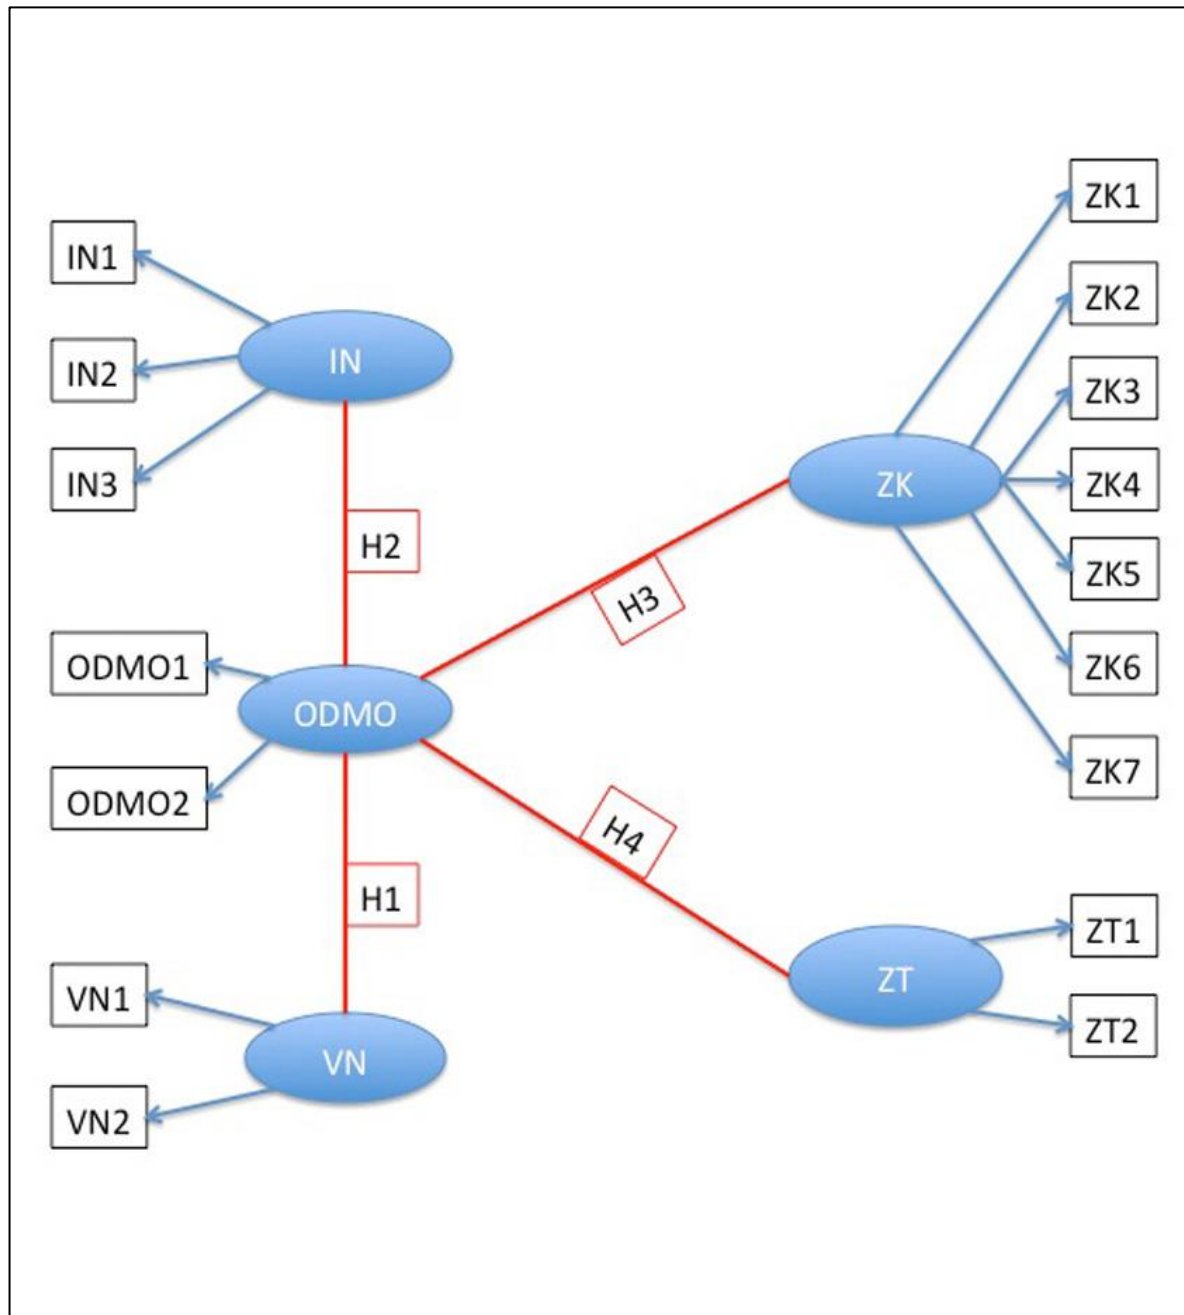 IN1
IN2
IN3
IN
H2
ODMO1
ODMO2
ODMO
H1
VN1
VN2
VN
H3
H4
ZK
ZK1
ZK2
ZK3
ZK4
ZK5
ZK6
ZK7
ZT
ZT1
ZT2